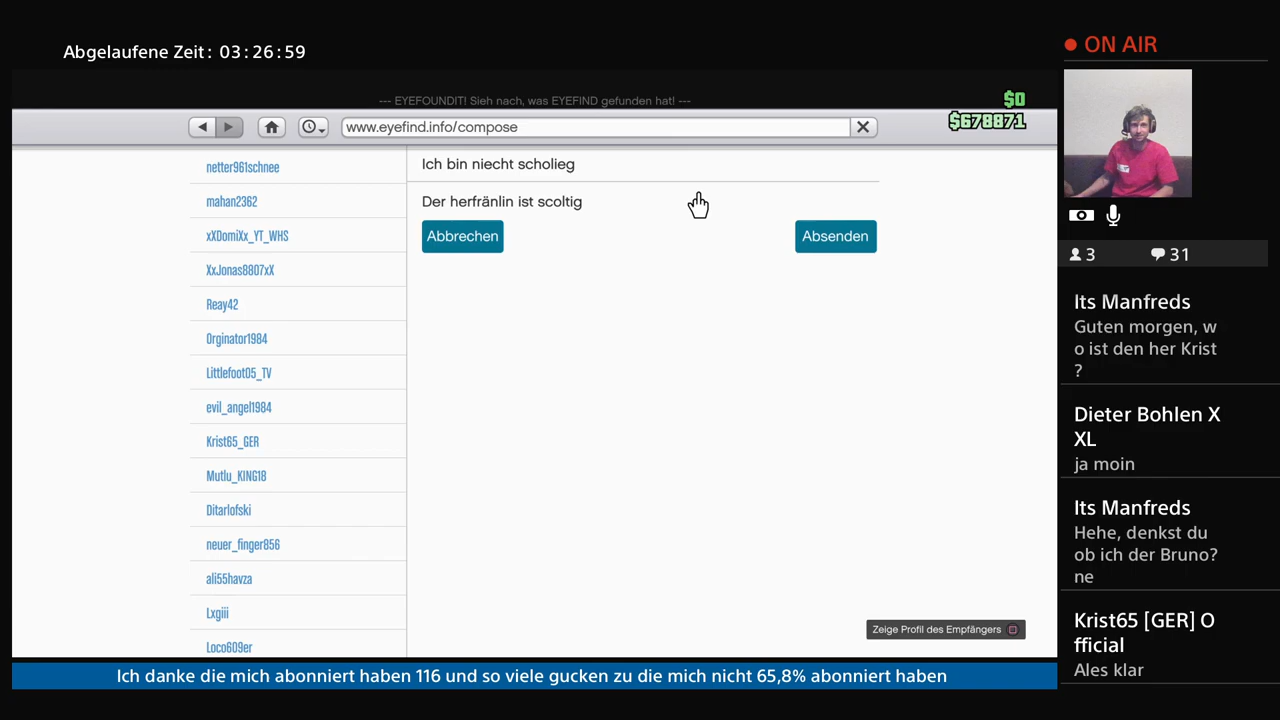 Abgelaufene Zeit: 03:26:59
ON AIR
--- EYEFOUNDIT! Sieh nach, was EYEFIND gefunden hat! ---
$0
$678871
www.eyefind.info/compose
netter961schnee
mahan2362
xXDomiXx_YT_WHS
XxJonas8807xX
Reay42
Orginator1984
Littlefoot05_TV
evil_angel1984
Krist65_GER
Mutlu_KING18
Ditarlofski
neuer_finger856
ali55havza
Lxgiii
Loco609er
Ich bin niecht scholieg
Der herfränlin ist scoltig
Abbrechen
Absenden
Zeige Profil des Empfängers
3
31
Its Manfreds
Guten morgen, w
o ist den her Krist
?
Dieter Bohlen X
XL
ja moin
Its Manfreds
Hehe, denkst du
ob ich der Bruno?
ne
Krist65 [GER] O
fficial
Ales klar
Ich danke die mich abonniert haben 116 und so viele gucken zu die mich nicht 65,8% abonniert haben